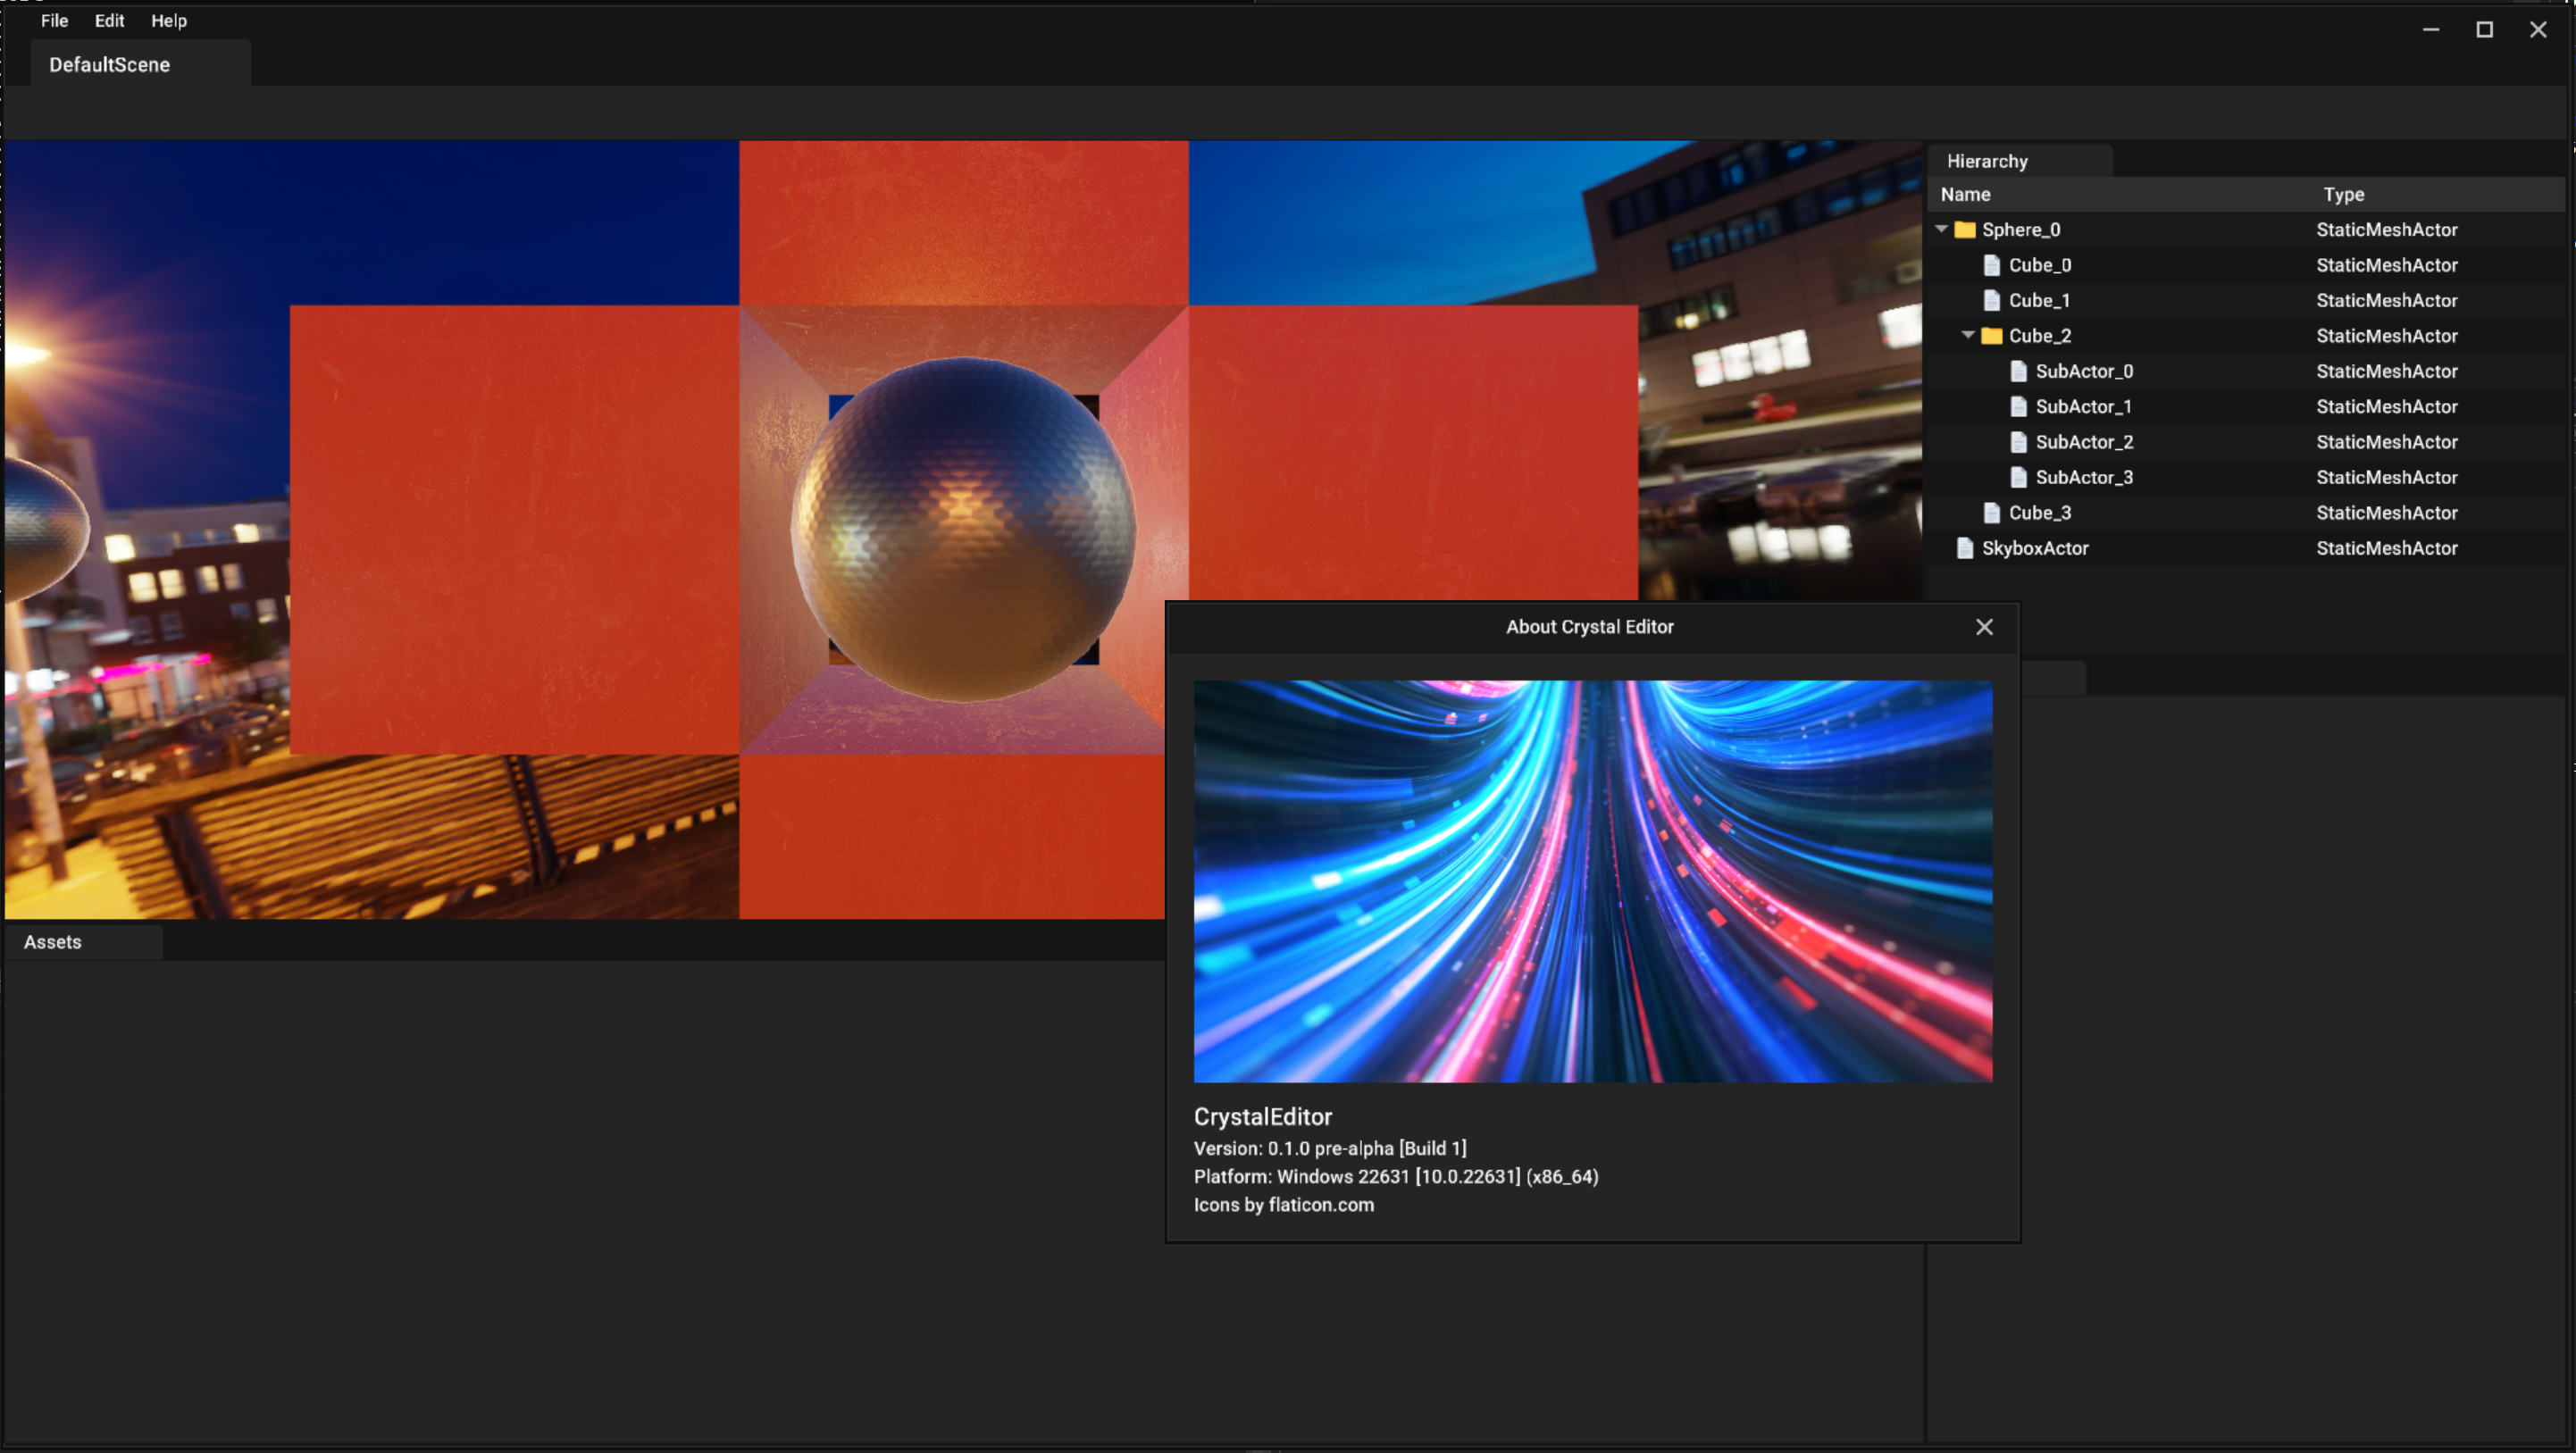 File Edit Help
DefaultScene
Hierarchy
Name Type
Sphere_0 StaticMeshActor
Cube_0 StaticMeshActor
Cube_1 StaticMeshActor
Cube_2 StaticMeshActor
SubActor_0 StaticMeshActor
SubActor_1 StaticMeshActor
SubActor_2 StaticMeshActor
SubActor_3 StaticMeshActor
Cube_3 StaticMeshActor
SkyboxActor StaticMeshActor
Assets
About Crystal Editor
CrystalEditor
Version: 0.1.0 pre-alpha [Build 1]
Platform: Windows 22631 [10.0.22631] (x86_64)
Icons by flaticon.com